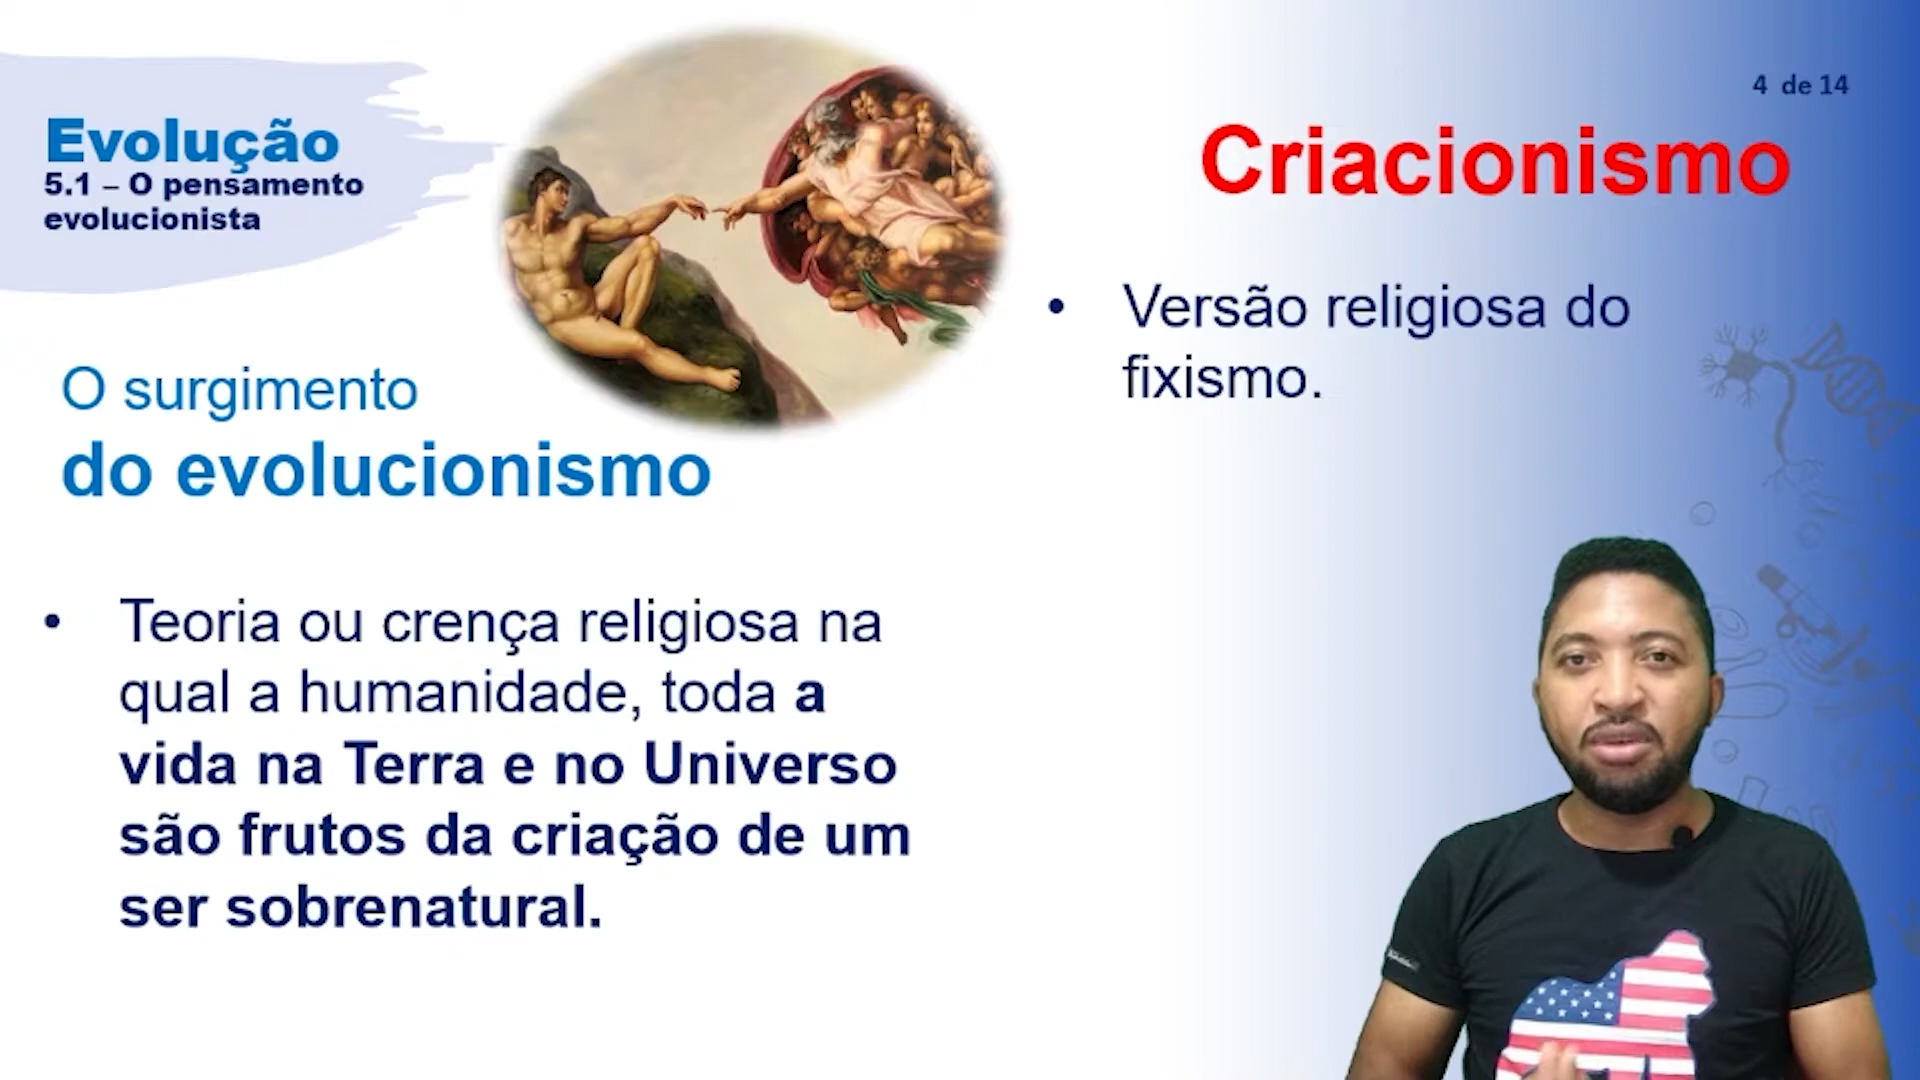 Evolução
5.1 – O pensamento
evolucionista
O surgimento
do evolucionismo
Teoria ou crença religiosa na
qual a humanidade, toda a
vida na Terra e no Universo
são frutos da criação de um
ser sobrenatural.
4 de 14
Criacionismo
Versão religiosa do
fixismo.